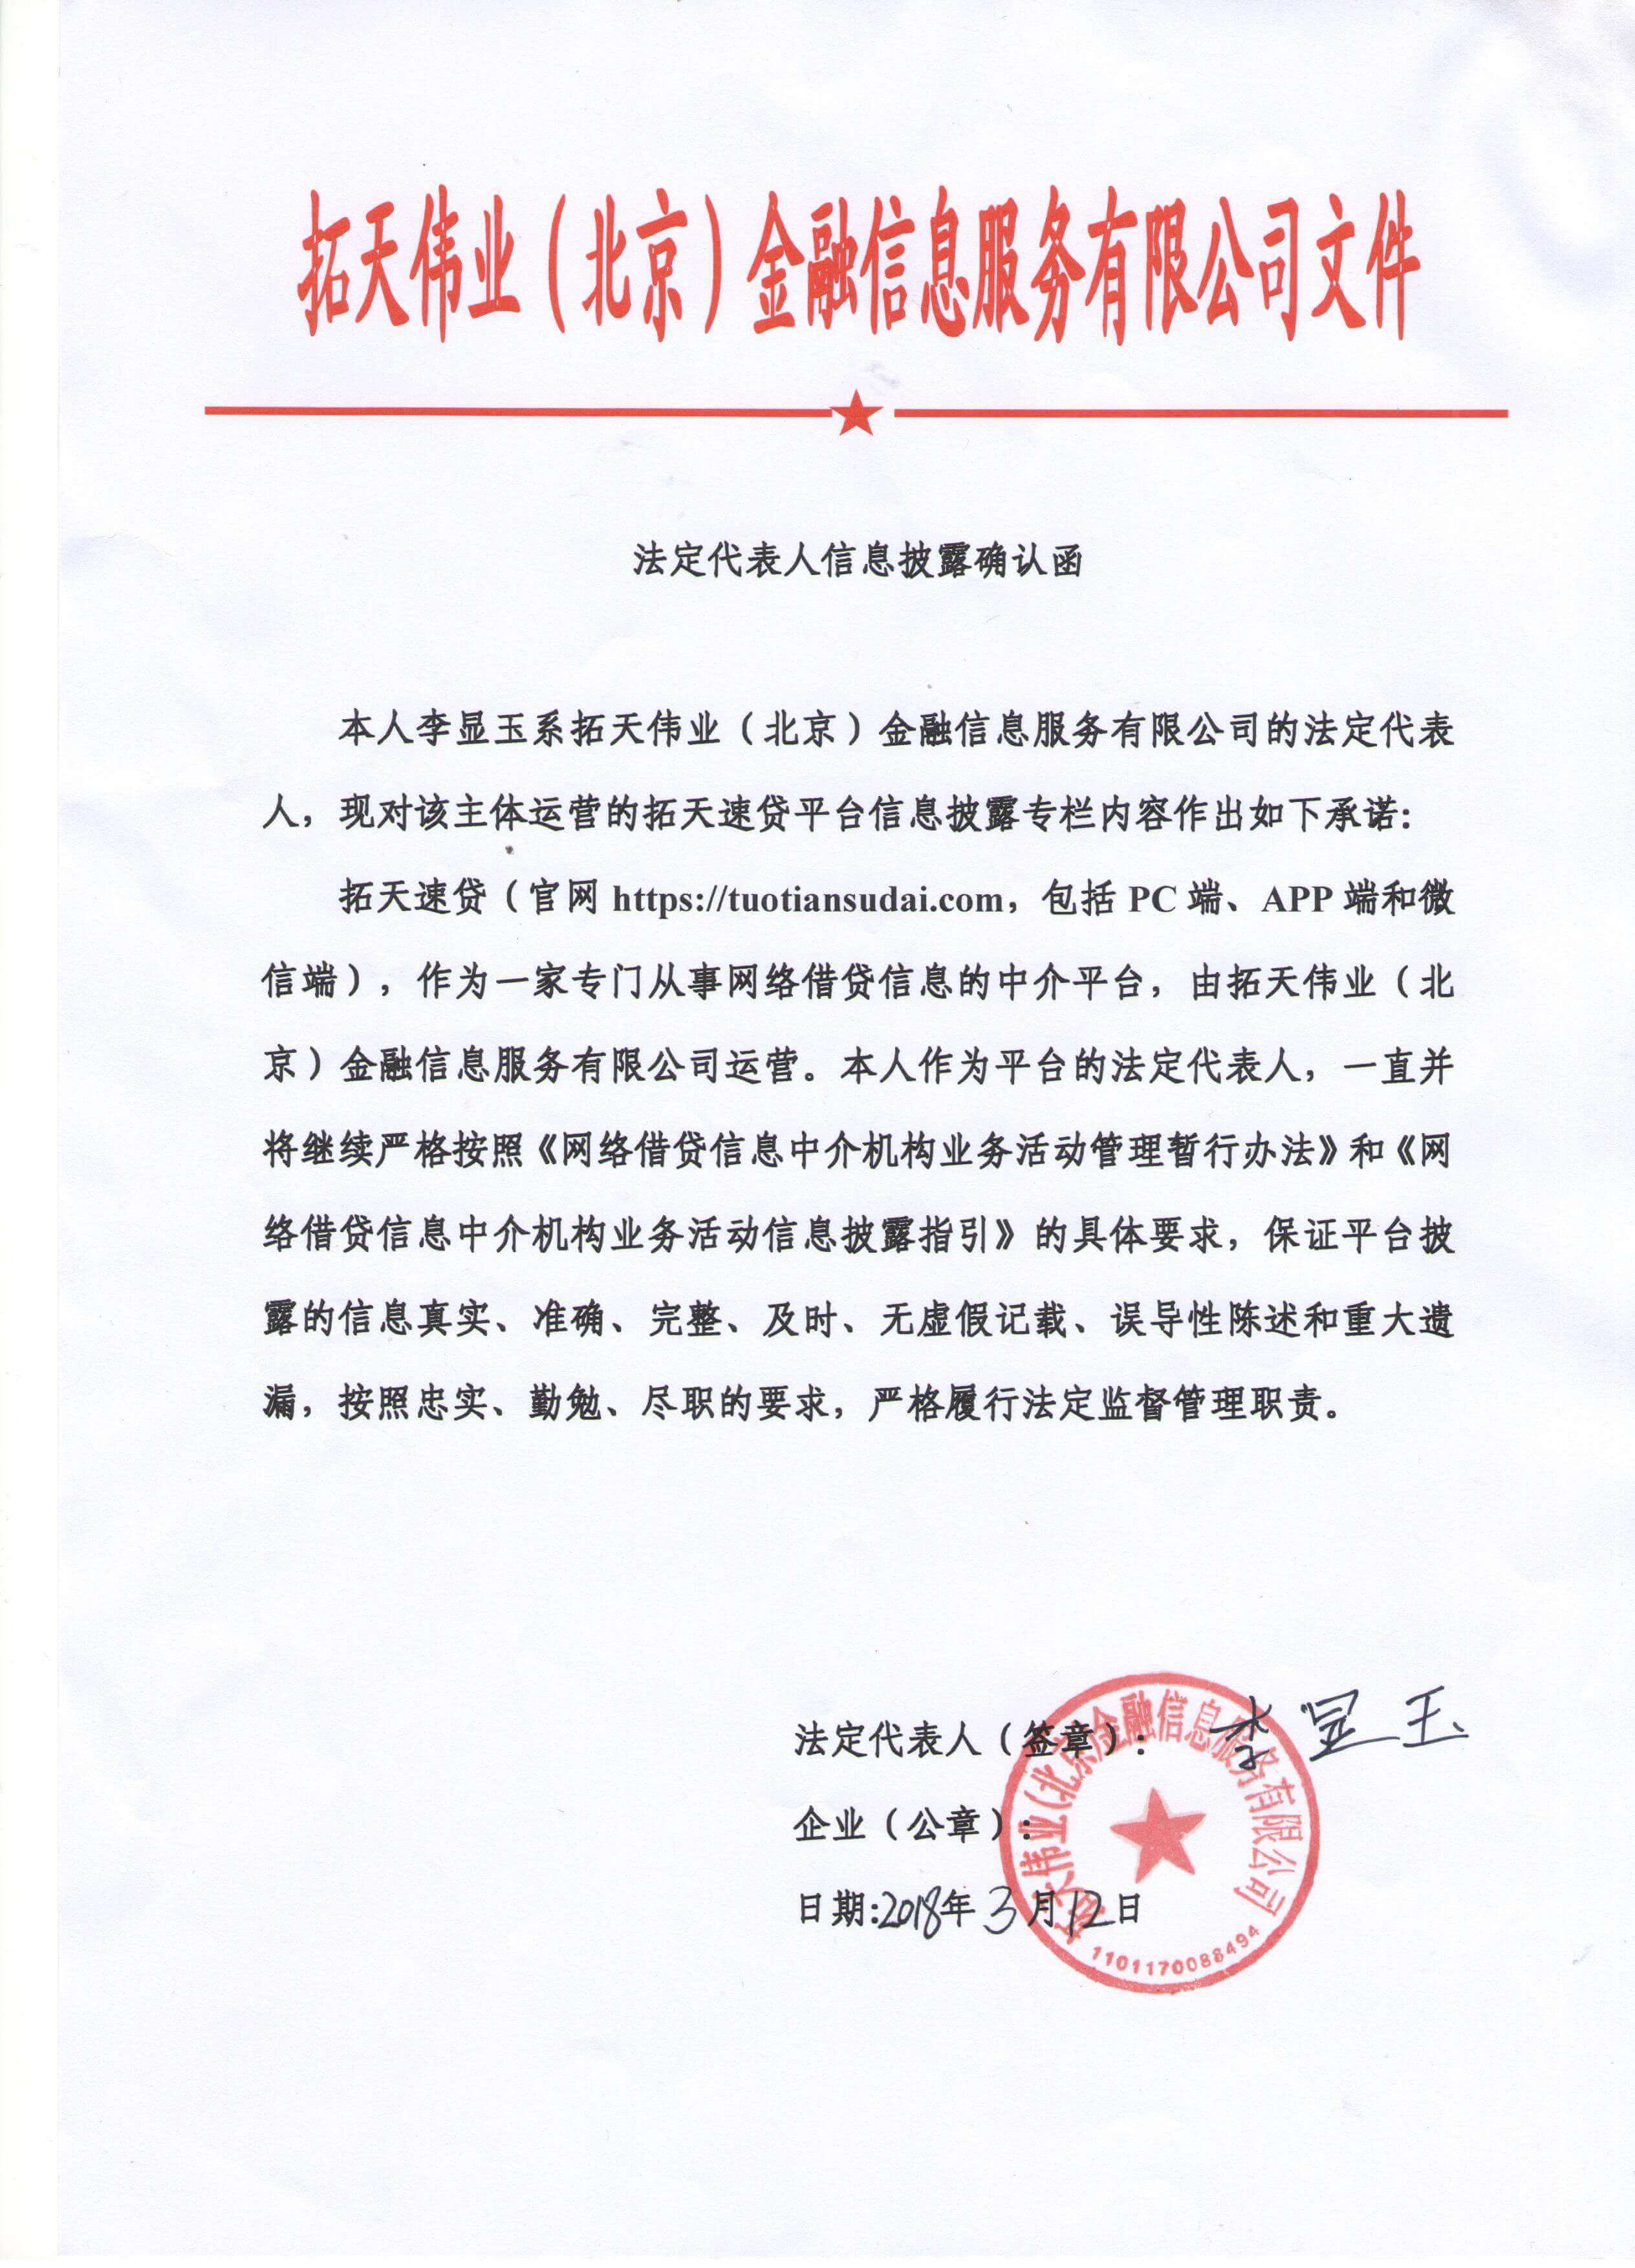 拓天伟业（北京）金融信息服务有限公司文件
法定代表人信息披露确认函
本人李显玉系拓天伟业（北京）金融信息服务有限公司的法定代表
人，现对该主体运营的拓天速贷平台信息披露专栏内容作出如下承诺：
拓天速贷（官网 https://tuotiansudai.com，包括 PC 端、APP 端和微
信端），作为一家专门从事网络借贷信息的中介平台，由拓天伟业（北
京）金融信息服务有限公司运营。本人作为平台的法定代表人，一直并
将继续严格按照《网络借贷信息中介机构业务活动管理暂行办法》和《网
络借贷信息中介机构业务活动信息披露指引》的具体要求，保证平台披
露的信息真实、准确、完整、及时、无虚假记载、误导性陈述和重大遗
漏，按照忠实、勤勉、尽职的要求，严格履行法定监督管理职责。
法定代表人（签章）：李显玉
企业（公章）：
日期:2018年3月12日
拓天伟业(北京)金融信息服务有限公司
1101170088494